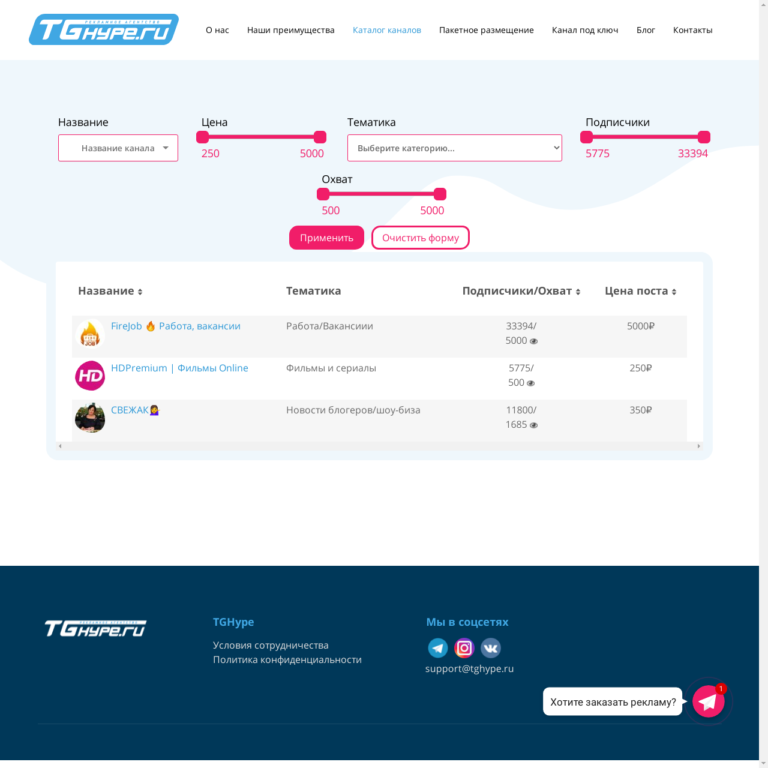 РЕКЛАМНОЕ АГЕНТСТВО
TGHYPE.RU
О нас
Наши преимущества
Каталог каналов
Пакетное размещение
Канал под ключ
Блог
Контакты
Название
Цена
Тематика
Подписчики
Название канала
Выберите категорию...
250 5000
5775 33394
Охват
500 5000
Применить
Очистить форму
Название Тематика Подписчики/Охват Цена поста
FireJob 🔥 Работа, вакансии Работа/Вакансиии 33394/ 5000₽
5000
HD HDPremium | Фильмы Online Фильмы и сериалы 5775/ 250₽
500
СВЕЖАК🙋‍♀️ Новости блогеров/шоу-биза 11800/ 350₽
1685
TGHYPE.RU
TGHype
Условия сотрудничества
Политика конфиденциальности
Мы в соцсетях
support@tghype.ru
Хотите заказать рекламу?
1